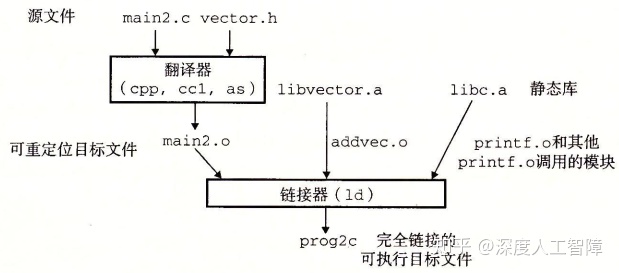 源文件 main2.c vector.h
翻译器
(cpp, cc1, as)
libvector.a
libc.a 静态库
可重定位目标文件 main2.o
addvec.o
printf.o和其他
printf.o调用的模块
链接器(ld)
prog2c 完全链接的
可执行目标文件
知乎 @深度人工智障